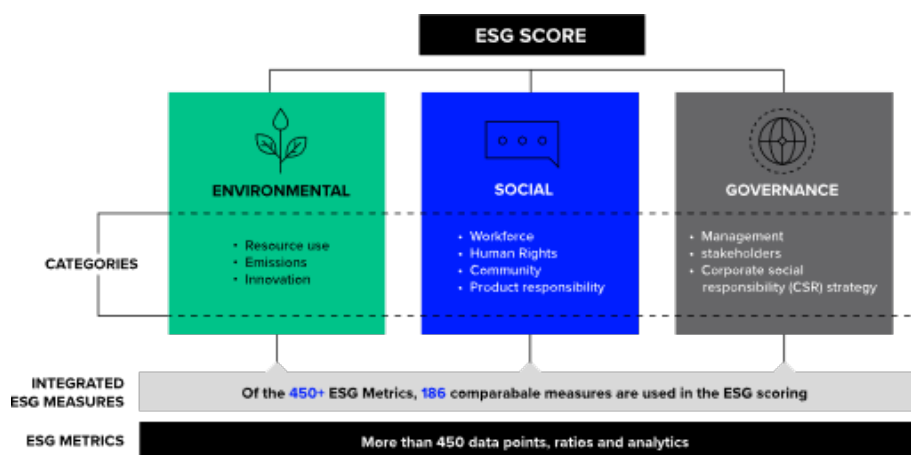 ESG SCORE
ENVIRONMENTAL
SOCIAL
GOVERNANCE
CATEGORIES
• Resource use
• Emissions
• Innovation
• Workforce
• Human Rights
• Community
• Product responsibility
• Management
• stakeholders
• Corporate social
responsibility (CSR) strategy
INTEGRATED
ESG MEASURES
Of the 450+ ESG Metrics, 186 comparabale measures are used in the ESG scoring
ESG METRICS
More than 450 data points, ratios and analytics